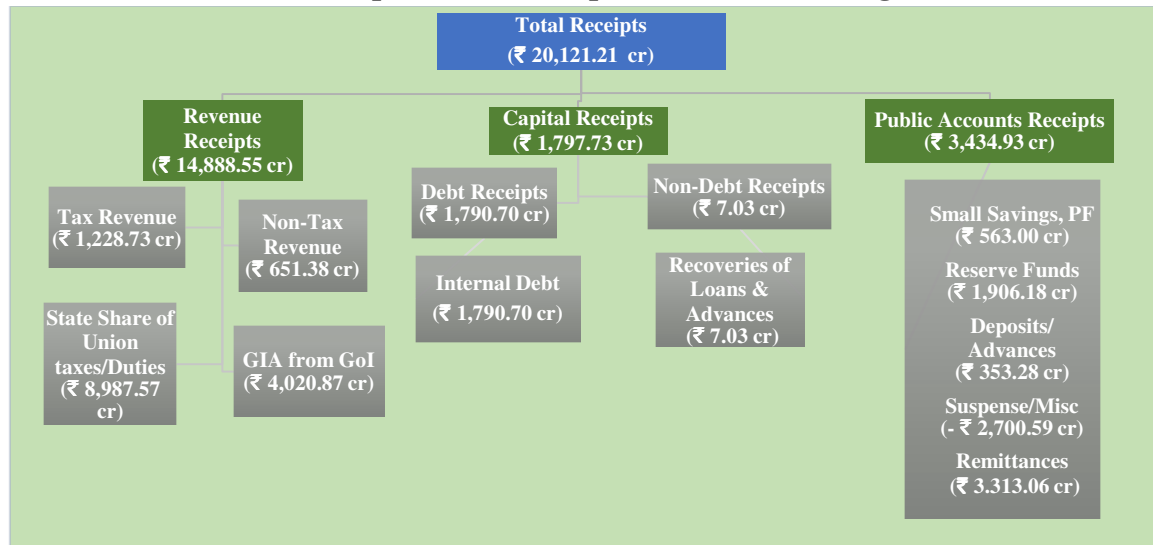 Total Receipts
(₹ 20,121.21 cr)
Revenue
Receipts
(₹ 14,888.55 cr)
Tax Revenue
(₹ 1,228.73 cr)
Non-Tax
Revenue
(₹ 651.38 cr)
State Share of
Union
taxes/Duties
(₹ 8,987.57
cr)
GIA from GoI
(₹ 4,020.87 cr)
Capital Receipts
(₹ 1,797.73 cr)
Debt Receipts
(₹ 1,790.70 cr)
Internal Debt
(₹ 1,790.70 cr)
Non-Debt Receipts
(₹ 7.03 cr)
Recoveries of
Loans &
Advances
(₹ 7.03 cr)
Public Accounts Receipts
(₹ 3,434.93 cr)
Small Savings, PF
(₹ 563.00 cr)
Reserve Funds
(₹ 1,906.18 cr)
Deposits/
Advances
(₹ 353.28 cr)
Suspense/Misc
(- ₹ 2,700.59 cr)
Remittances
(₹ 3.313.06 cr)